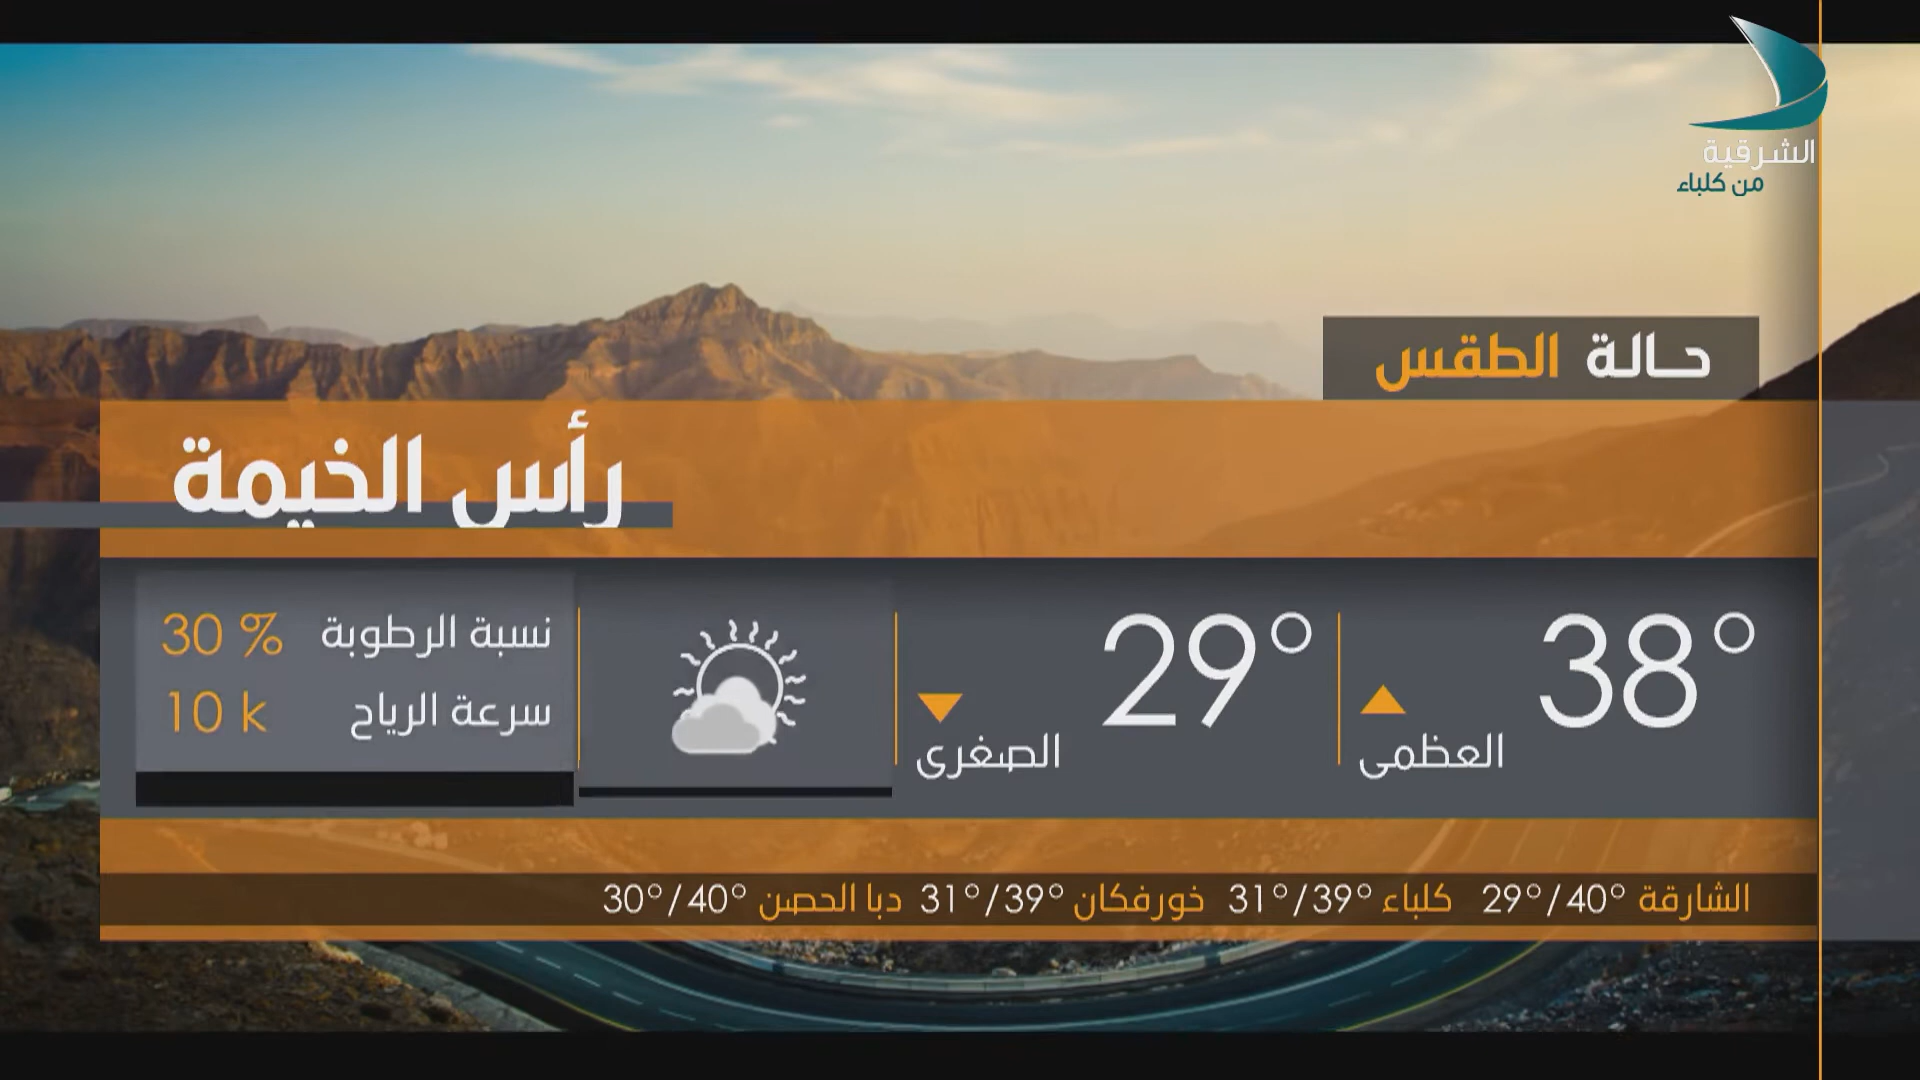 الشرقية
من كلباء
حالة الطقس
رأس الخيمة
38°
العظمى
29°
الصغرى
نسبة الرطوبة 30 %
سرعة الرياح 10 k
الشارقة 29°/40° كلباء 31°/39° خورفكان 31°/39° دبا الحصن 30°/40°